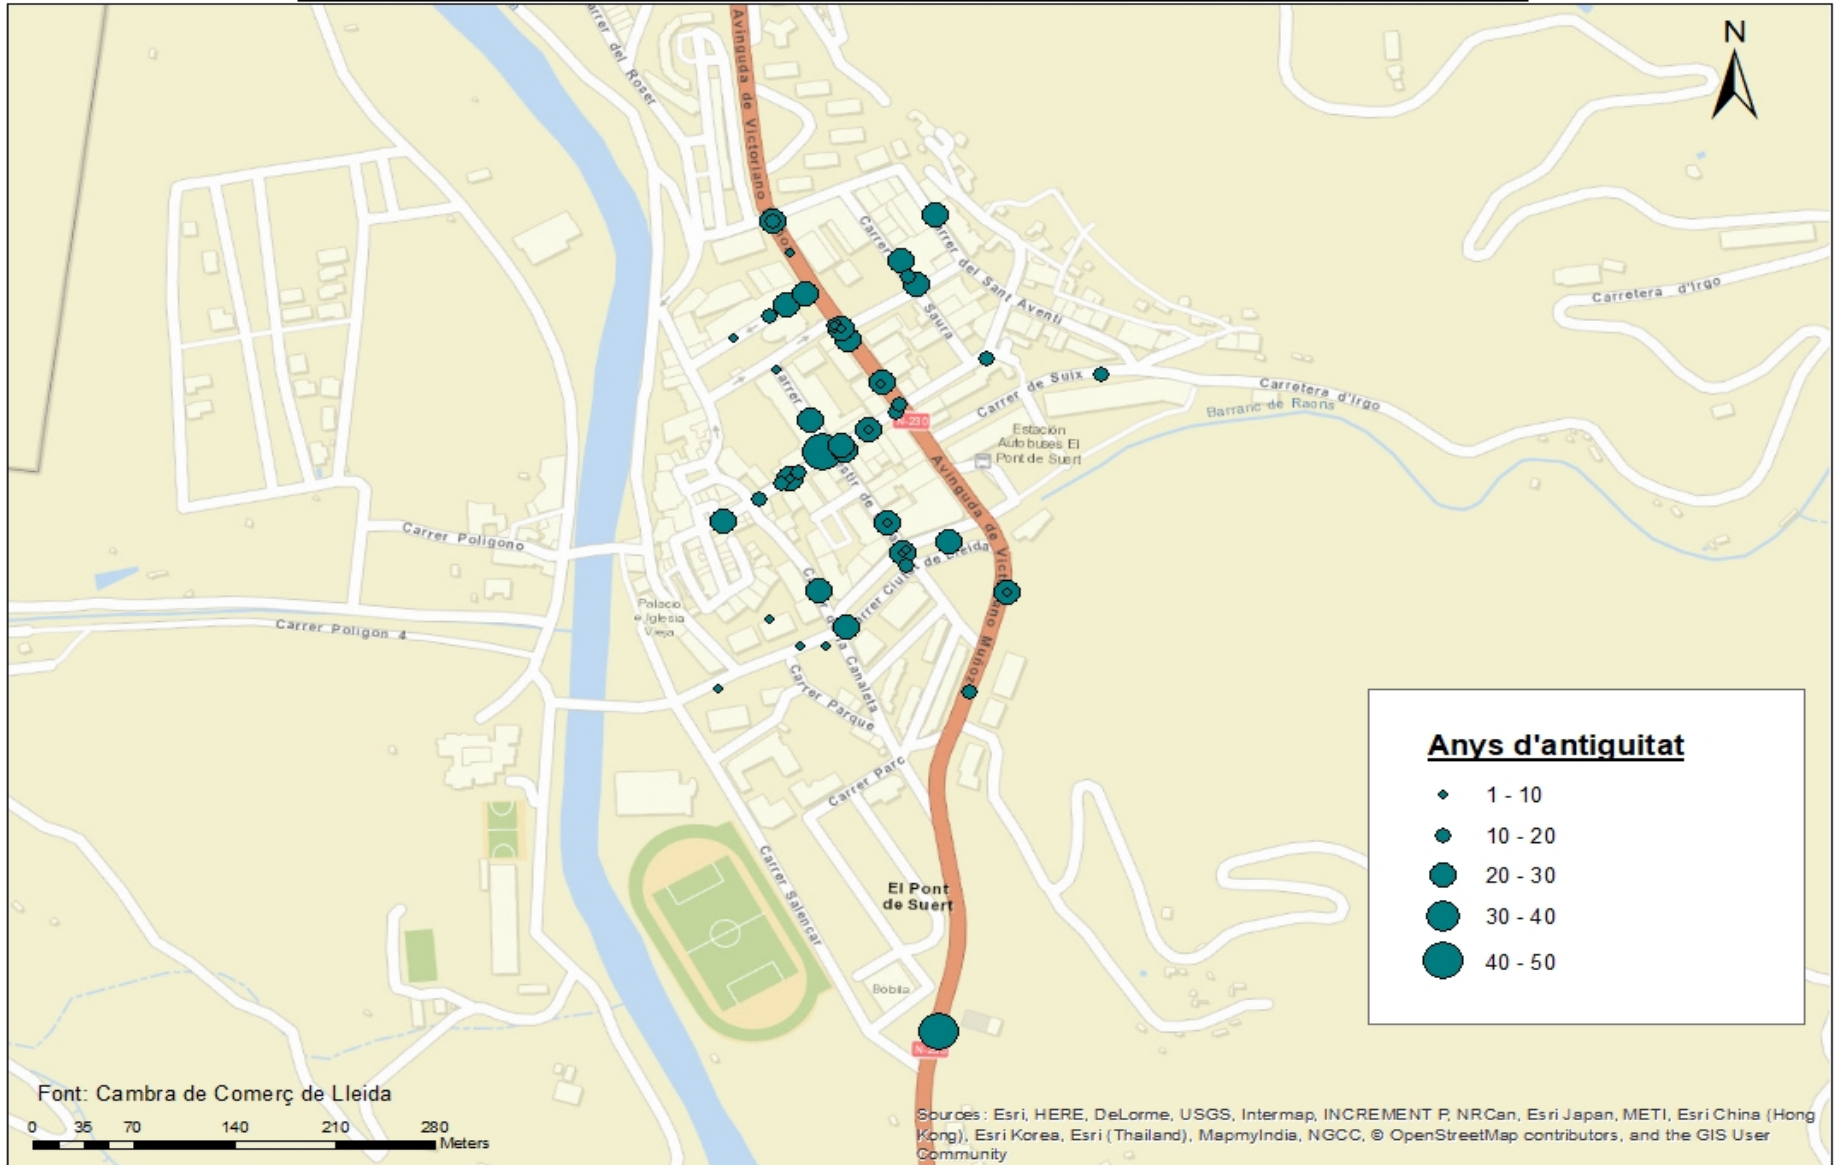 N
Carrer del Roser
Avinguda de Victoriano
Carrer
Saura
Carrer del Sant Aventi
Carretera d'Irgo
Carrer de Suix
Carretera d'Irgo
Barranc de Raons
N-230
Estación
Autobuses El
Pont de Suert
Avinguda de Victoriano Muñoz
Carrer Poligono
Carrer Ciutat de Lleida
Palacio
e Iglesia
Vieja
Carrer Poligon 4
Carrer Parque
Carrer Parc
Carrer Salencar
El Pont
de Suert
Bobila
Anys d'antiguitat
1 - 10
10 - 20
20 - 30
30 - 40
40 - 50
Font: Cambra de Comerç de Lleida
0 35 70 140 210 280
Meters
Sources: Esri, HERE, DeLorme, USGS, Intermap, INCREMENT P, NRCan, Esri Japan, METI, Esri China (Hong
Kong), Esri Korea, Esri (Thailand), MapmyIndia, NGCC, © OpenStreetMap contributors, and the GIS User
Community